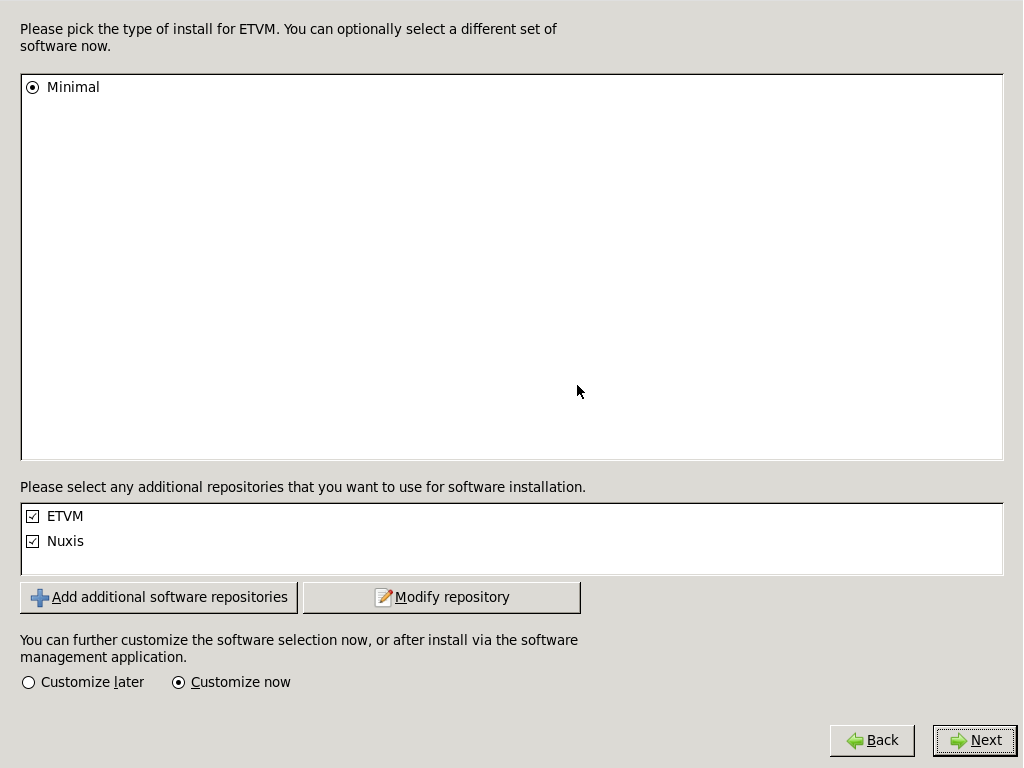 Please pick the type of install for ETVM. You can optionally select a different set of
software now.
Minimal
Please select any additional repositories that you want to use for software installation.
ETVM
Nuxis
Add additional software repositories
Modify repository
You can further customize the software selection now, or after install via the software
management application.
Customize later
Customize now
Back
Next